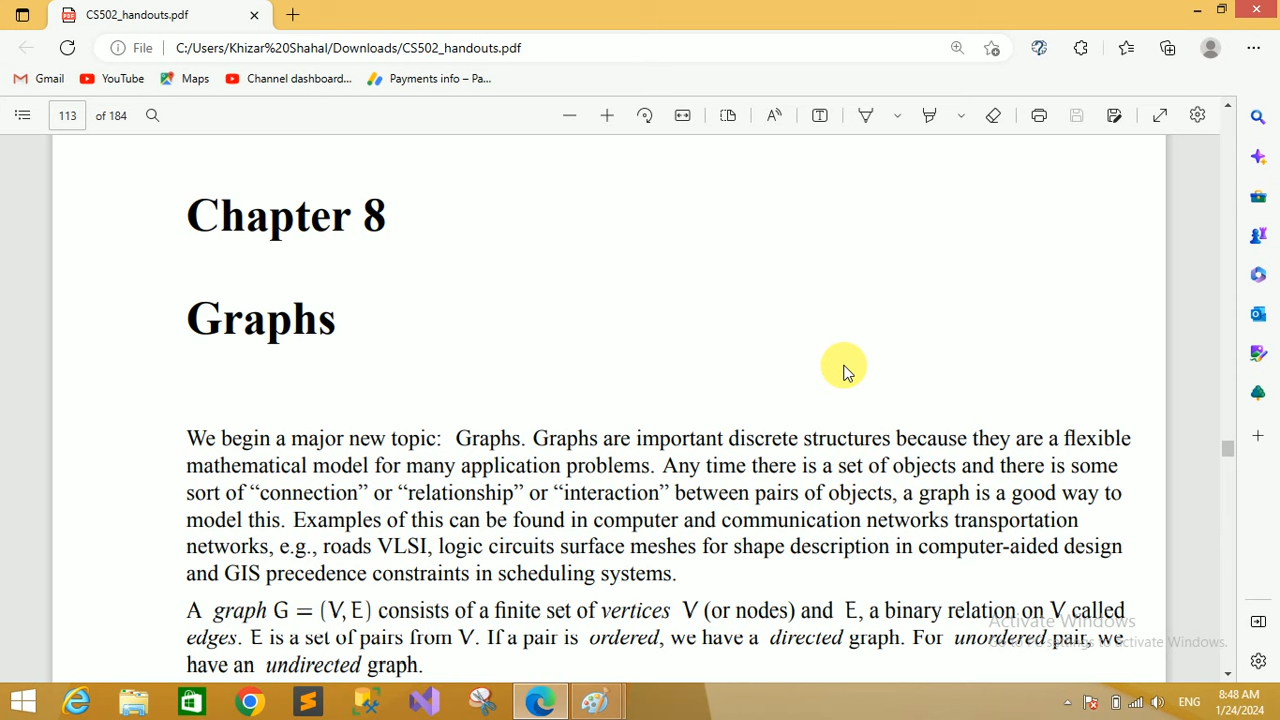 CS502_handouts.pdf
File C:/Users/Khizar%20Shahal/Downloads/CS502_handouts.pdf
Gmail YouTube Maps Channel dashboard... Payments info – Pa...
113 of 184
Chapter 8
Graphs
We begin a major new topic: Graphs. Graphs are important discrete structures because they are a flexible
mathematical model for many application problems. Any time there is a set of objects and there is some
sort of “connection” or “relationship” or “interaction” between pairs of objects, a graph is a good way to
model this. Examples of this can be found in computer and communication networks transportation
networks, e.g., roads VLSI, logic circuits surface meshes for shape description in computer-aided design
and GIS precedence constraints in scheduling systems.
A graph G = (V, E) consists of a finite set of vertices V (or nodes) and E, a binary relation on V called
edges. E is a set of pairs from V. If a pair is ordered, we have a directed graph. For unordered pair, we
have an undirected graph.
Activate Windows
Go to PC settings to activate Windows.
ENG
8:48 AM
1/24/2024